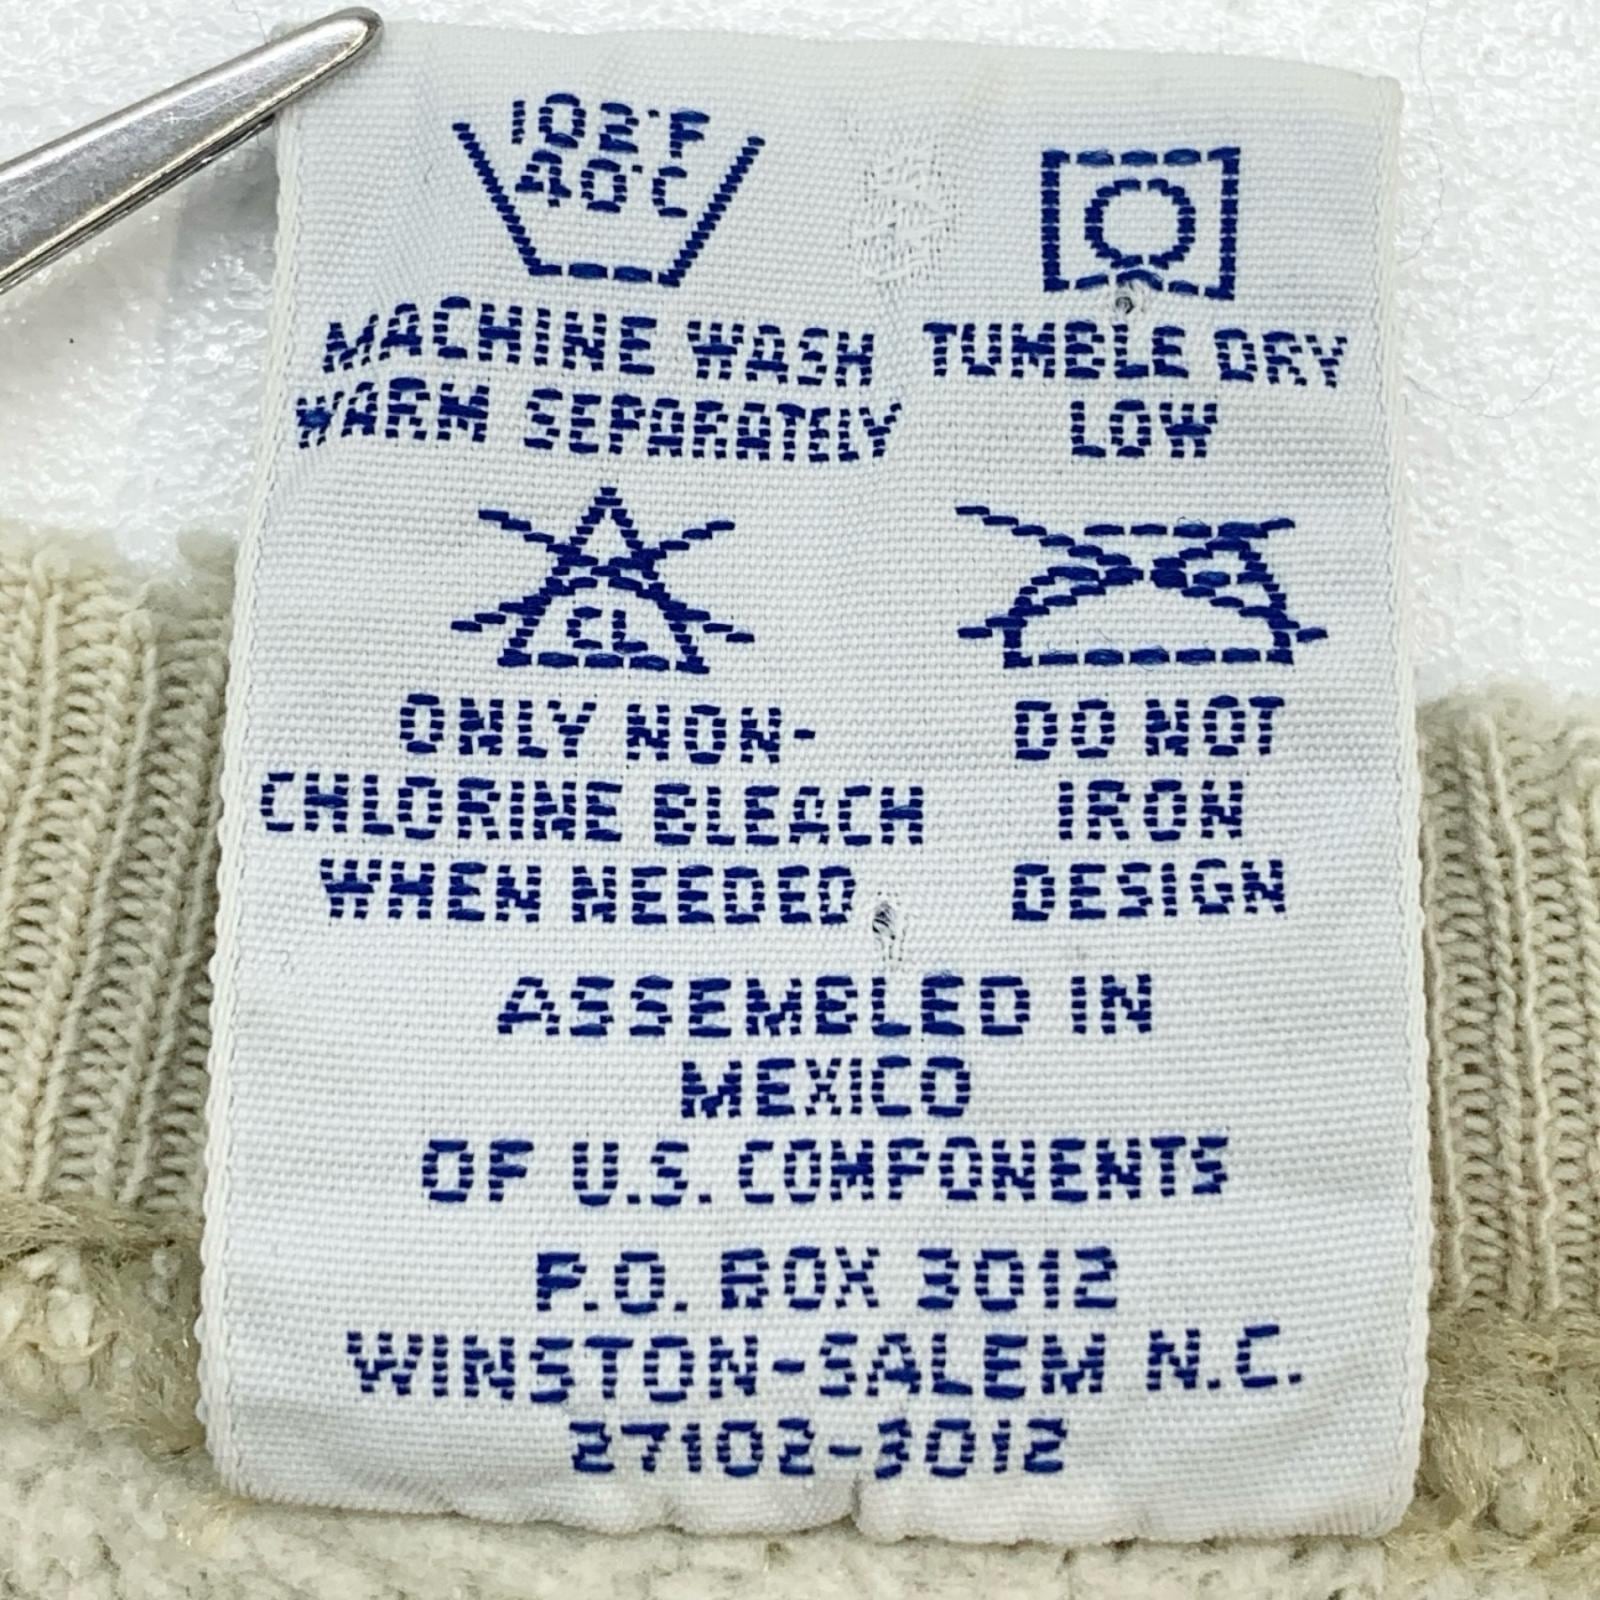 102°F
40°C
MACHINE WASH
WARM SEPARATELY
TUMBLE DRY
LOW
CL
ONLY NON-
CHLORINE BLEACH
WHEN NEEDED
DO NOT
IRON
DESIGN
ASSEMBLED IN
MEXICO
OF U.S. COMPONENTS
P.O. BOX 3012
WINSTON-SALEM N.C.
27102-3012